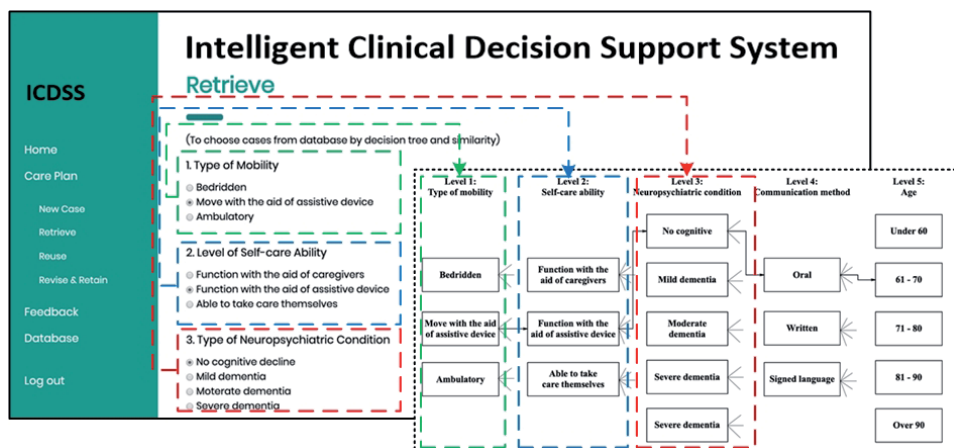 Intelligent Clinical Decision Support System
Retrieve
ICDSS
Home
Care Plan
New Case
Retrieve
Reuse
Revise & Retain
Feedback
Database
Log out
(To choose cases from database by decision tree and similarity)
1. Type of Mobility
Bedridden
Move with the aid of assistive device
Ambulatory
2. Level of Self-care Ability
Function with the aid of caregivers
Function with the aid of assistive device
Able to take care themselves
3. Type of Neuropsychiatric Condition
No cognitive decline
Mild dementia
Moterate dementia
Severe dementia
Level 1:
Type of mobility
Bedridden
Move with the aid
of assistive device
Ambulatory
Level 2:
Self-care ability
Function with the
aid of caregivers
Function with the
aid of assistive device
Able to take
care themselves
Level 3:
Neuropsychiatric condition
No cognitive
Mild dementia
Moderate
dementia
Severe dementia
Severe dementia
Level 4:
Communication method
Oral
Written
Signed language
Level 5:
Age
Under 60
61 - 70
71 - 80
81 - 90
Over 90